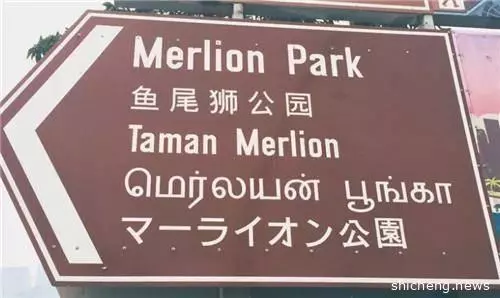 Merlion Park
鱼尾狮公园
Taman Merlion
மெர்லயன் பூங்கா
マーライオン公園
shicheng.news